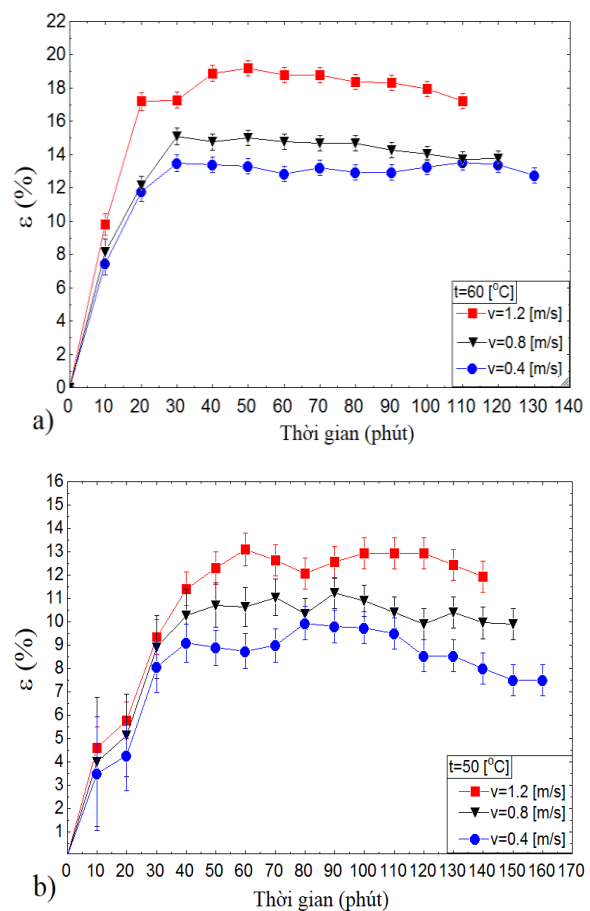 22
20
18
16
14
12
10
8
6
4
2
0
ε (%)
t=60 [°C]
v=1.2 [m/s]
v=0.8 [m/s]
v=0.4 [m/s]
0 10 20 30 40 50 60 70 80 90 100 110 120 130 140
Thời gian (phút)
a)
16
15
14
13
12
11
10
9
8
7
6
5
4
3
2
1
ε (%)
t=50 [°C]
v=1.2 [m/s]
v=0.8 [m/s]
v=0.4 [m/s]
0 10 20 30 40 50 60 70 80 90 100 110 120 130 140 150 160 170
Thời gian (phút)
b)